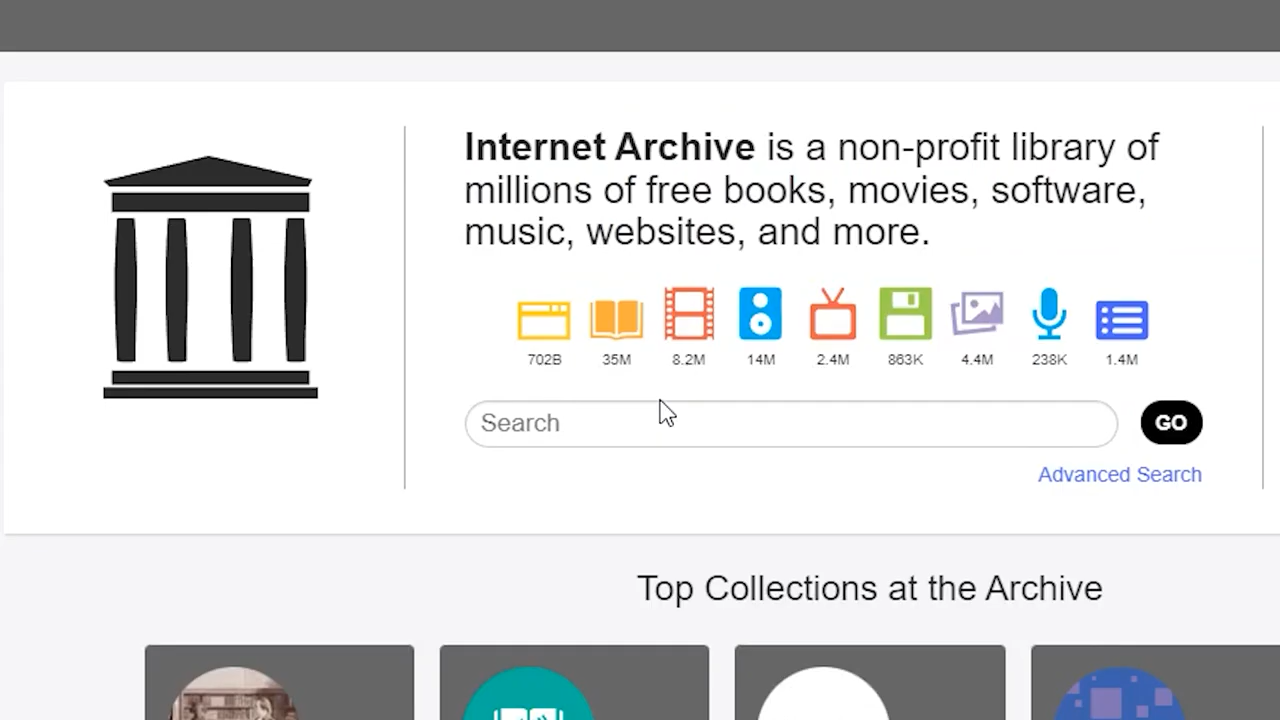 Internet Archive is a non-profit library of
millions of free books, movies, software,
music, websites, and more.
702B 35M 8.2M 14M 2.4M 863K 4.4M 238K 1.4M
Search GO
Advanced Search
Top Collections at the Archive